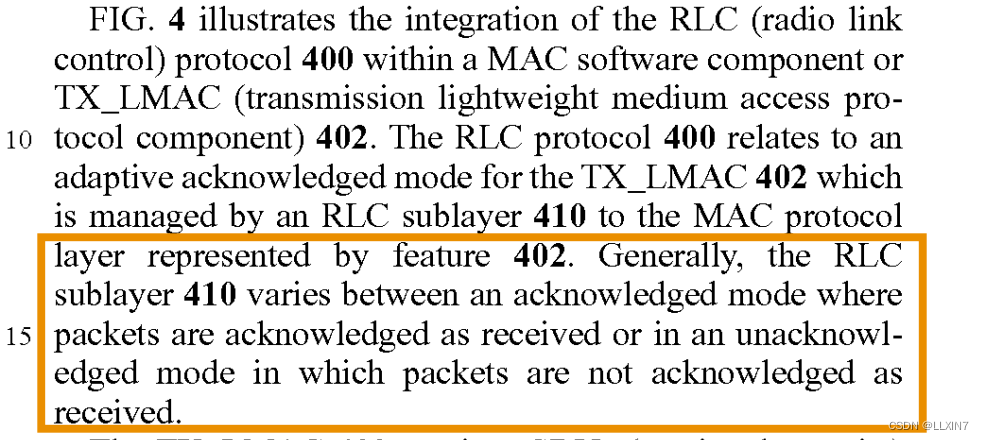 FIG. 4 illustrates the integration of the RLC (radio link
control) protocol 400 within a MAC software component or
TX_LMAC (transmission lightweight medium access pro-
10 tocol component) 402. The RLC protocol 400 relates to an
adaptive acknowledged mode for the TX_LMAC 402 which
is managed by an RLC sublayer 410 to the MAC protocol
layer represented by feature 402. Generally, the RLC
sublayer 410 varies between an acknowledged mode where
15 packets are acknowledged as received or in an unacknowl-
edged mode in which packets are not acknowledged as
received.
CSDN @LLXIN7